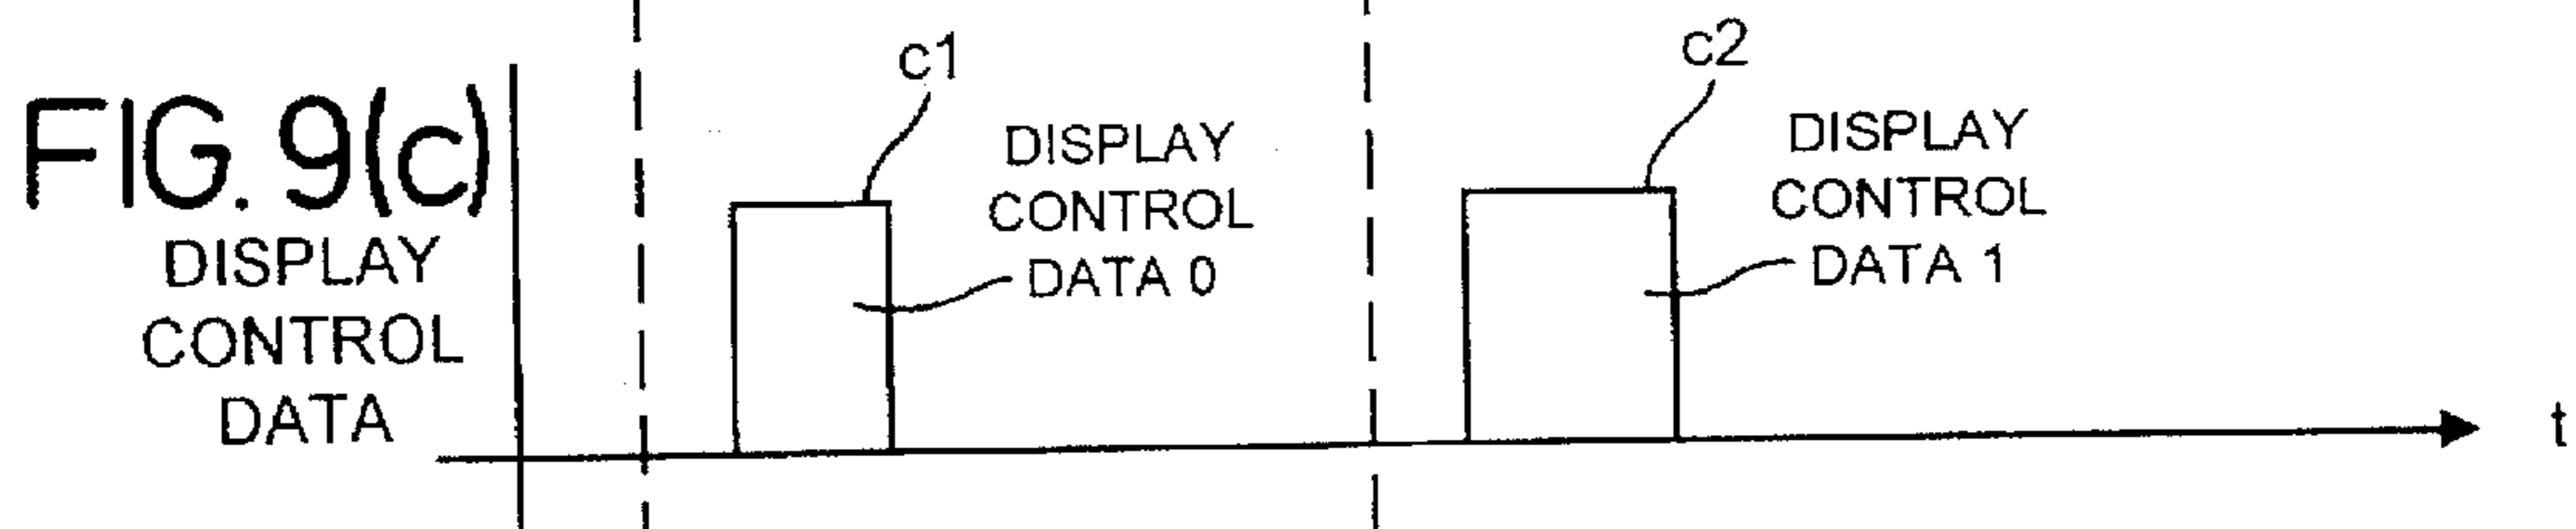 FIG. 9(c)
DISPLAY
CONTROL
DATA
c1
DISPLAY
CONTROL
DATA 0
c2
DISPLAY
CONTROL
DATA 1
t